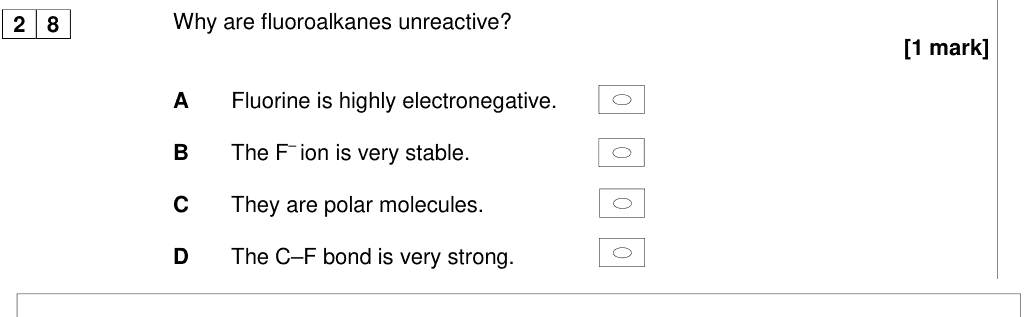 2 8 Why are fluoroalkanes unreactive?
[1 mark]
A Fluorine is highly electronegative.
B The F⁻ ion is very stable.
C They are polar molecules.
D The C–F bond is very strong.